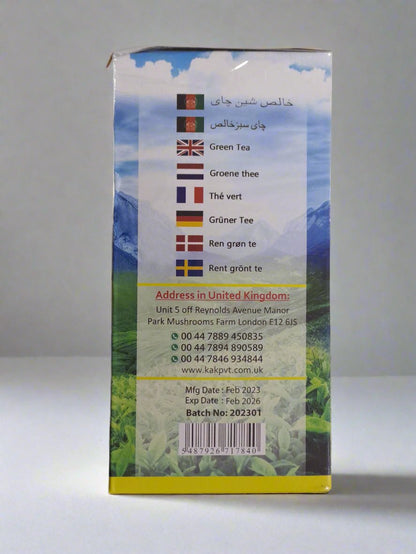 خالص شین چای
چای سبز خالص
Green Tea
Groene thee
Thé vert
Grüner Tee
Ren grøn te
Rent grönt te
Address in United Kingdom:
Unit 5 off Reynolds Avenue Manor
Park Mushrooms Farm London E12 6JS
00 44 7889 450835
00 44 7894 890589
00 44 7846 934844
www.kakpvt.com.uk
Mfg Date : Feb 2023
Exp Date : Feb 2026
Batch No: 202301
5487926717840